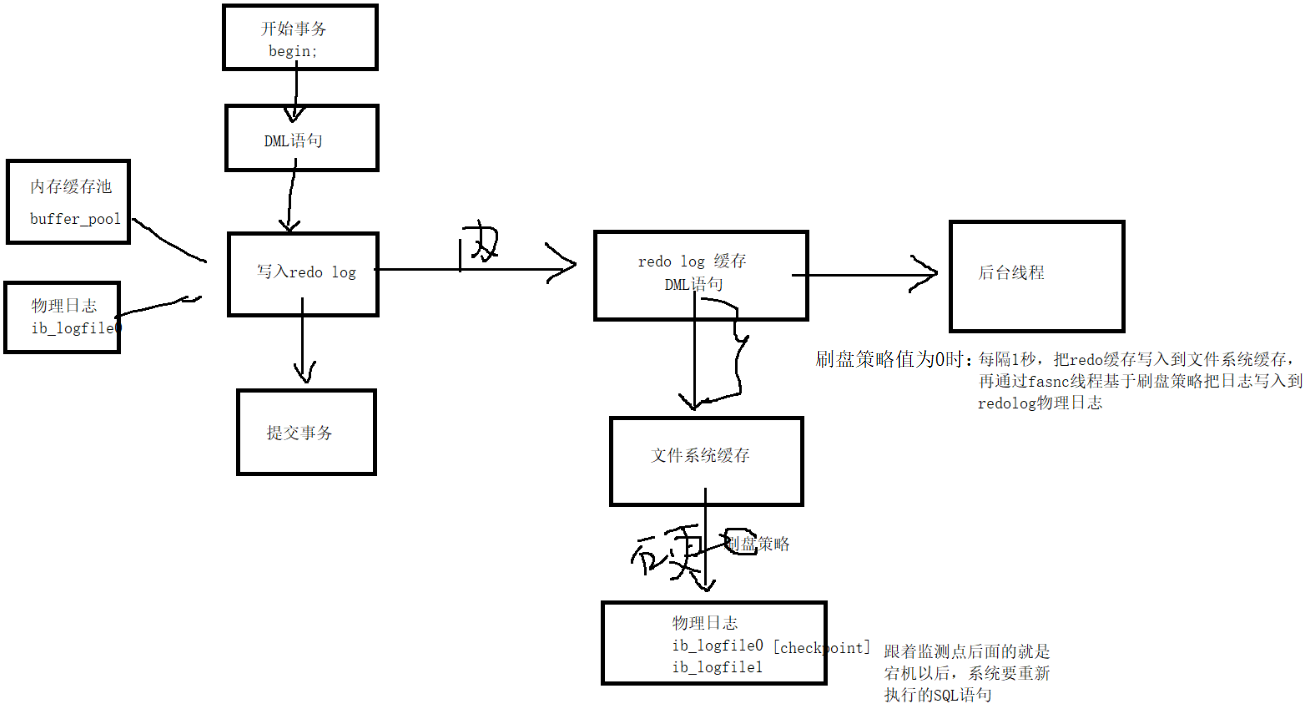 开始事务
begin;
DML语句
内存缓存池
buffer_pool
写入redo log
物理日志
ib_logfile0
提交事务
内
redo log 缓存
DML语句
后台线程
刷盘策略值为0时:
每隔1秒，把redo缓存写入到文件系统缓存，
再通过fasnc线程基于刷盘策略把日志写入到
redolog物理日志
文件系统缓存
硬
刷盘策略
物理日志
ib_logfile0 [checkpoint]
ib_logfile1
跟着监测点后面的就是
宕机以后，系统要重新
执行的SQL语句